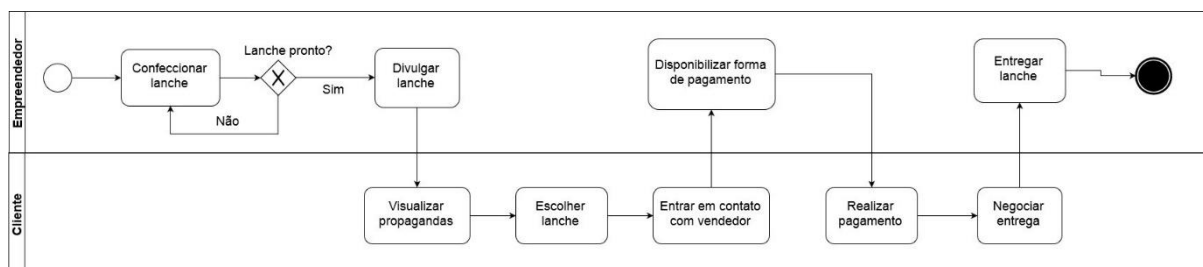 Empreendedor
Confeccionar
lanche
Lanche pronto?
X
Sim
Não
Divulgar
lanche
Disponibilizar forma
de pagamento
Entregar
lanche
Cliente
Visualizar
propagandas
Escolher
lanche
Entrar em contato
com vendedor
Realizar
pagamento
Negociar
entrega